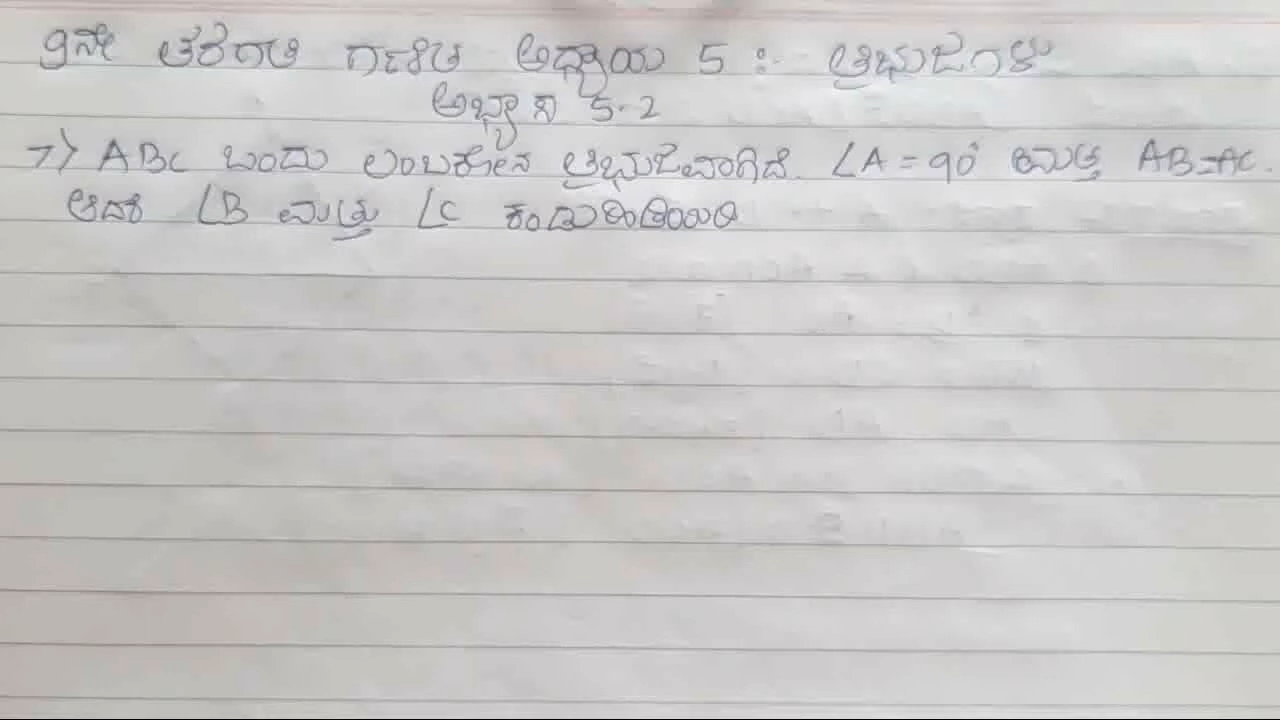 9ನೇ ತರಗತಿ ಗಣಿತ ಅಧ್ಯಾಯ 5 :- ತ್ರಿಭುಜಗಳು
ಅಭ್ಯಾಸ 5.2
7) ABC ಒಂದು ಲಂಬಕೋನ ತ್ರಿಭುಜವಾಗಿದೆ. ∠A = 90° ಮತ್ತು AB=AC.
ಆದರೆ ∠B ಮತ್ತು ∠C ಕಂಡುಹಿಡಿಯಿರಿ